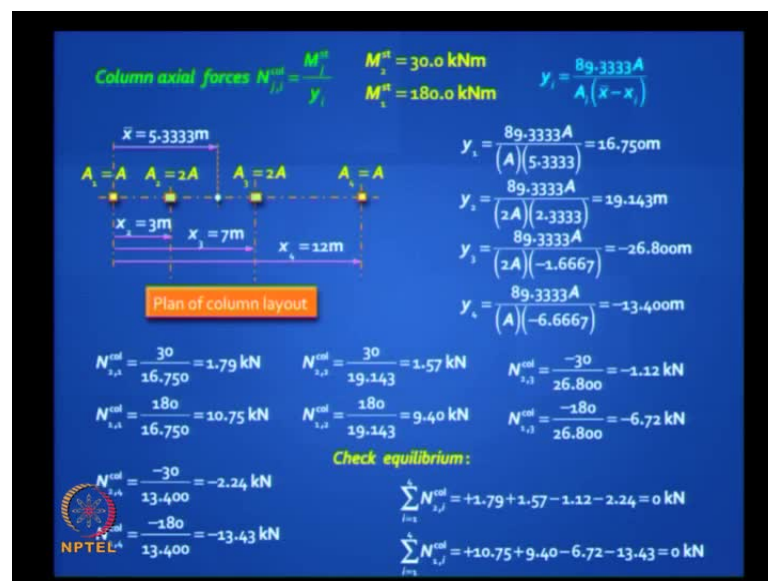 Column axial forces N^col_j,i = M^st_j / y_i
M^st_2 = 30.0 kNm
M^st_1 = 180.0 kNm
y_i = 89.3333A / A_i(x̄ − x_i)
x̄ = 5.3333m
A_1 = A A_2 = 2A A_3 = 2A A_4 = A
x_2 = 3m
x_3 = 7m
x_4 = 12m
Plan of column layout
y_1 = 89.3333A / (A)(5.3333) = 16.750m
y_2 = 89.3333A / (2A)(2.3333) = 19.143m
y_3 = 89.3333A / (2A)(−1.6667) = −26.800m
y_4 = 89.3333A / (A)(−6.6667) = −13.400m
N^col_2,1 = 30 / 16.750 = 1.79 kN
N^col_2,2 = 30 / 19.143 = 1.57 kN
N^col_2,3 = −30 / 26.800 = −1.12 kN
N^col_1,1 = 180 / 16.750 = 10.75 kN
N^col_1,2 = 180 / 19.143 = 9.40 kN
N^col_1,3 = −180 / 26.800 = −6.72 kN
Check equilibrium:
N^col_2,4 = −30 / 13.400 = −2.24 kN
∑^4_i=1 N^col_2,i = +1.79+1.57−1.12−2.24 = 0 kN
N^col_1,4 = −180 / 13.400 = −13.43 kN
∑^4_i=1 N^col_1,i = +10.75+9.40−6.72−13.43 = 0 kN
NPTEL